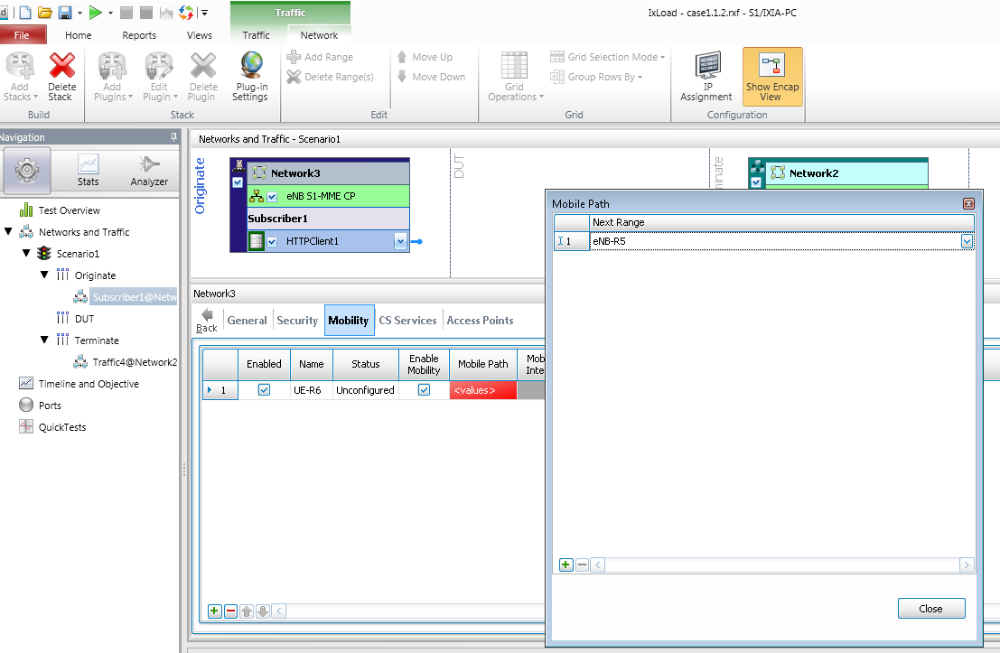 Traffic
IxLoad - case1.1.2.rxf - S1/IXIA-PC
File
Home
Reports
Views
Traffic
Network
Add Stacks
Delete Stack
Add Plugins
Edit Plugin
Delete Plugin
Plug-in Settings
Add Range
Delete Range(s)
Move Up
Move Down
Grid Operations
Grid Selection Mode
Group Rows By
IP Assignment
Show Encap View
Build
Stack
Edit
Grid
Configuration
Navigation
Stats
Analyzer
Test Overview
Networks and Traffic
Scenario1
Originate
Subscriber1@Netw
DUT
Terminate
Traffic4@Network2
Timeline and Objective
Ports
QuickTests
Networks and Traffic - Scenario1
Originate
Network3
eNB S1-MME CP
Subscriber1
HTTPClient1
DUT
minate
Network2
Network3
Back
General
Security
Mobility
CS Services
Access Points
Enabled
Name
Status
Enable Mobility
Mobile Path
Mob
Inte
1
UE-R6
Unconfigured
<values>
Mobile Path
Next Range
1
eNB-R5
Close